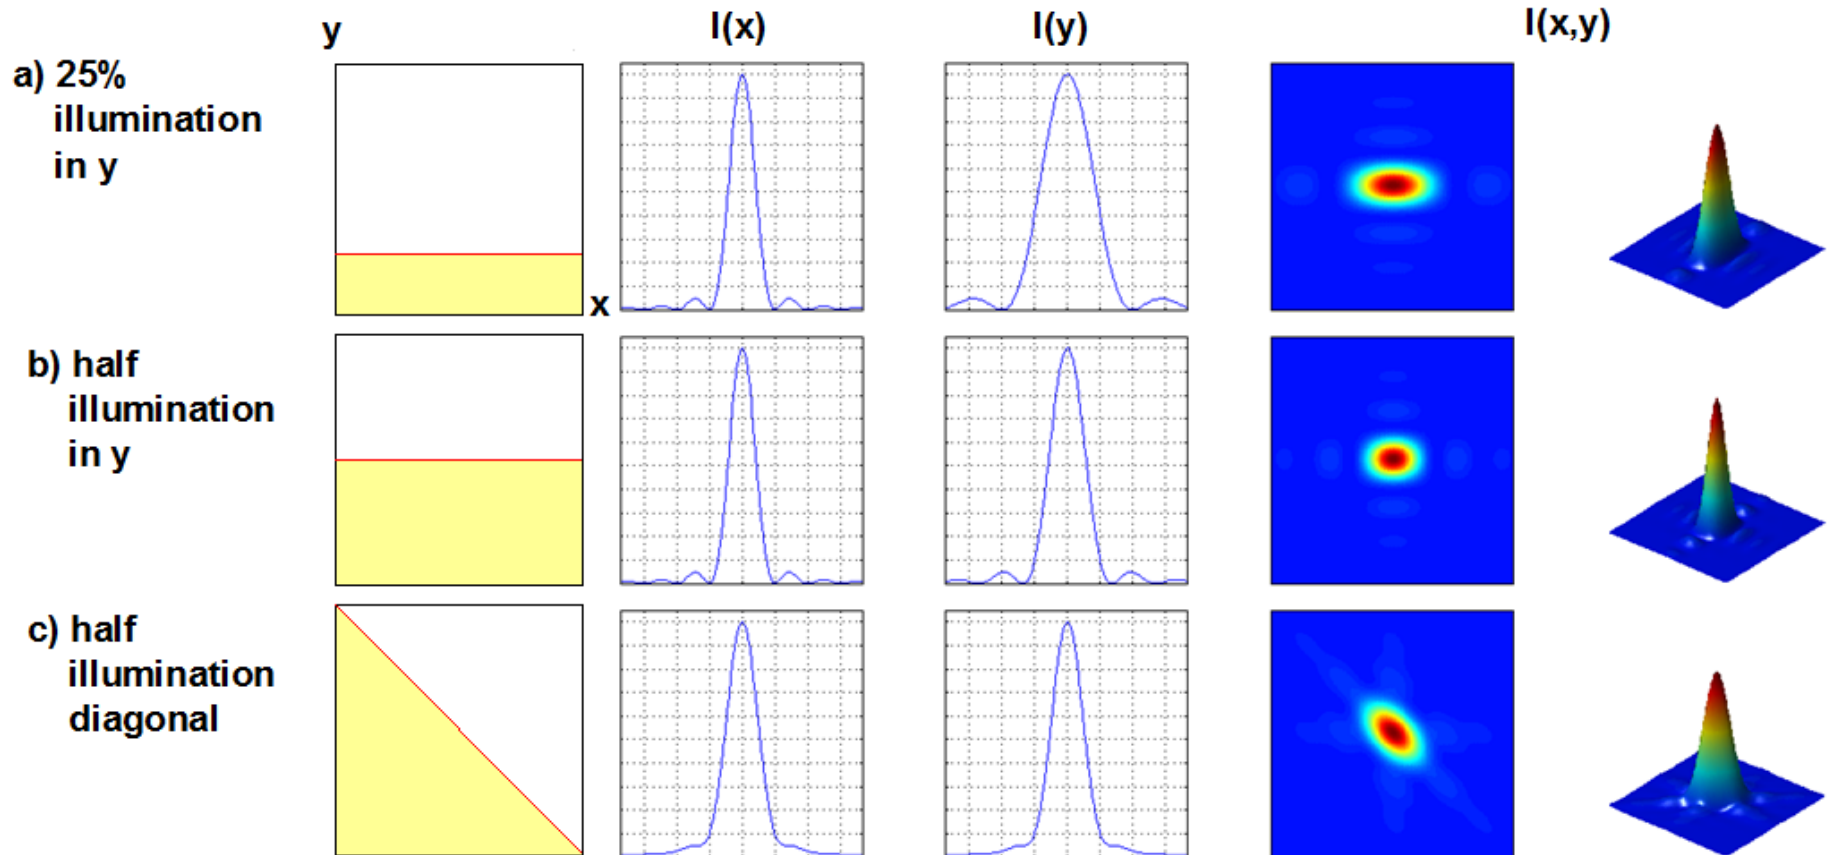 y
I(x)
I(y)
I(x,y)
a) 25%
illumination
in y
x
b) half
illumination
in y
c) half
illumination
diagonal